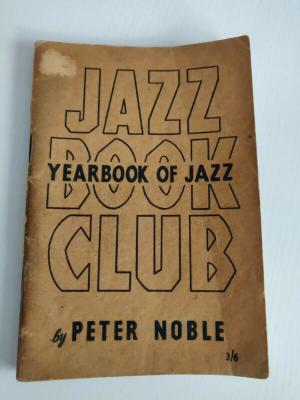 JAZZ
BOOK
YEARBOOK OF JAZZ
CLUB
by PETER NOBLE
3/6